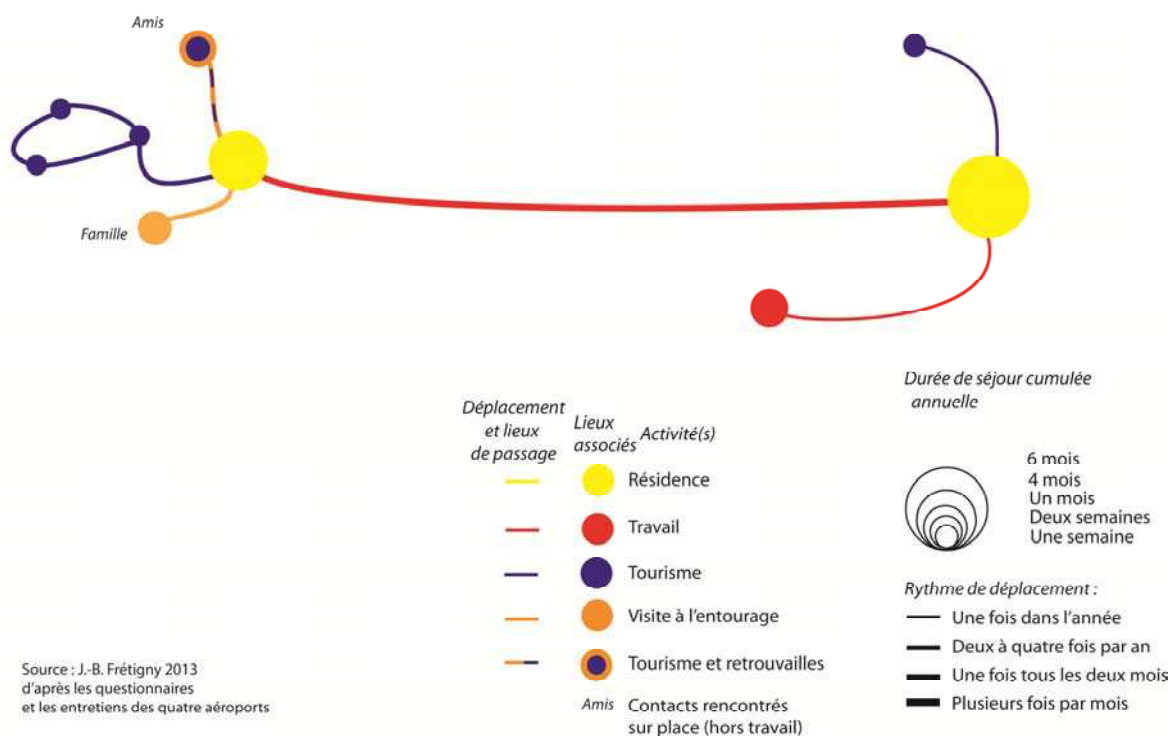 Amis
Famille
Déplacement
et lieux
de passage
Lieux
associés
Activité(s)
Résidence
Travail
Tourisme
Visite à l'entourage
Tourisme et retrouvailles
Amis
Contacts rencontrés
sur place (hors travail)
Durée de séjour cumulée
annuelle
6 mois
4 mois
Un mois
Deux semaines
Une semaine
Rythme de déplacement :
Une fois dans l'année
Deux à quatre fois par an
Une fois tous les deux mois
Plusieurs fois par mois
Source : J.-B. Frétigny 2013
d'après les questionnaires
et les entretiens des quatre aéroports